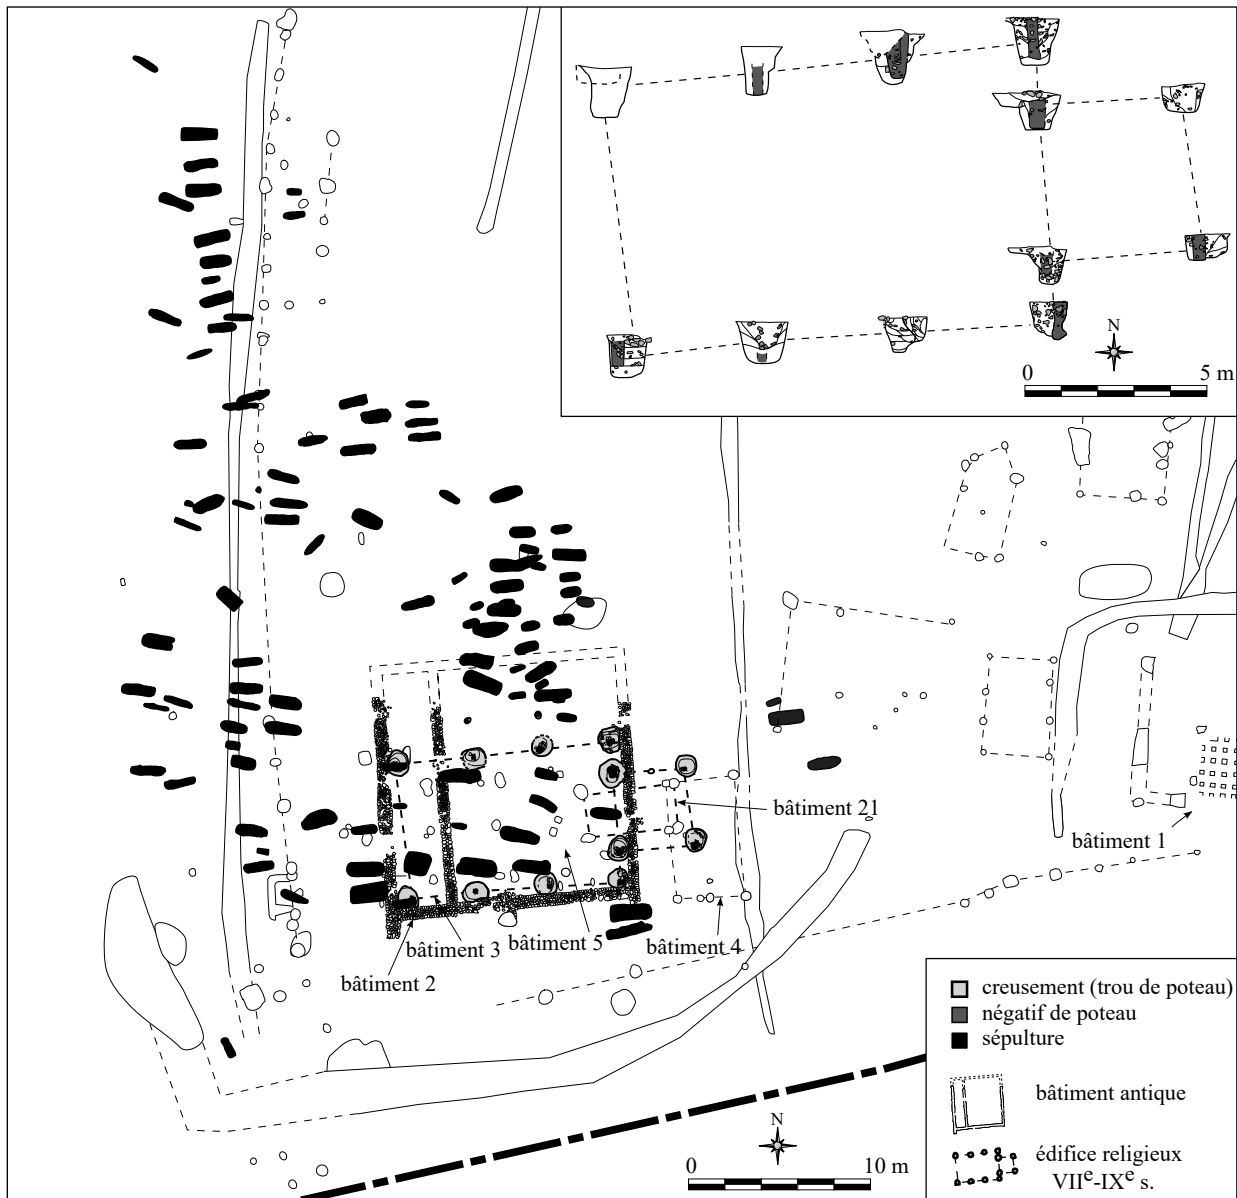 N
0
5 m
bâtiment 21
bâtiment 1
bâtiment 3
bâtiment 5
bâtiment 4
bâtiment 2
creusement (trou de poteau)
négatif de poteau
sépulture
bâtiment antique
édifice religieux
VIIe-IXe s.
N
0
10 m